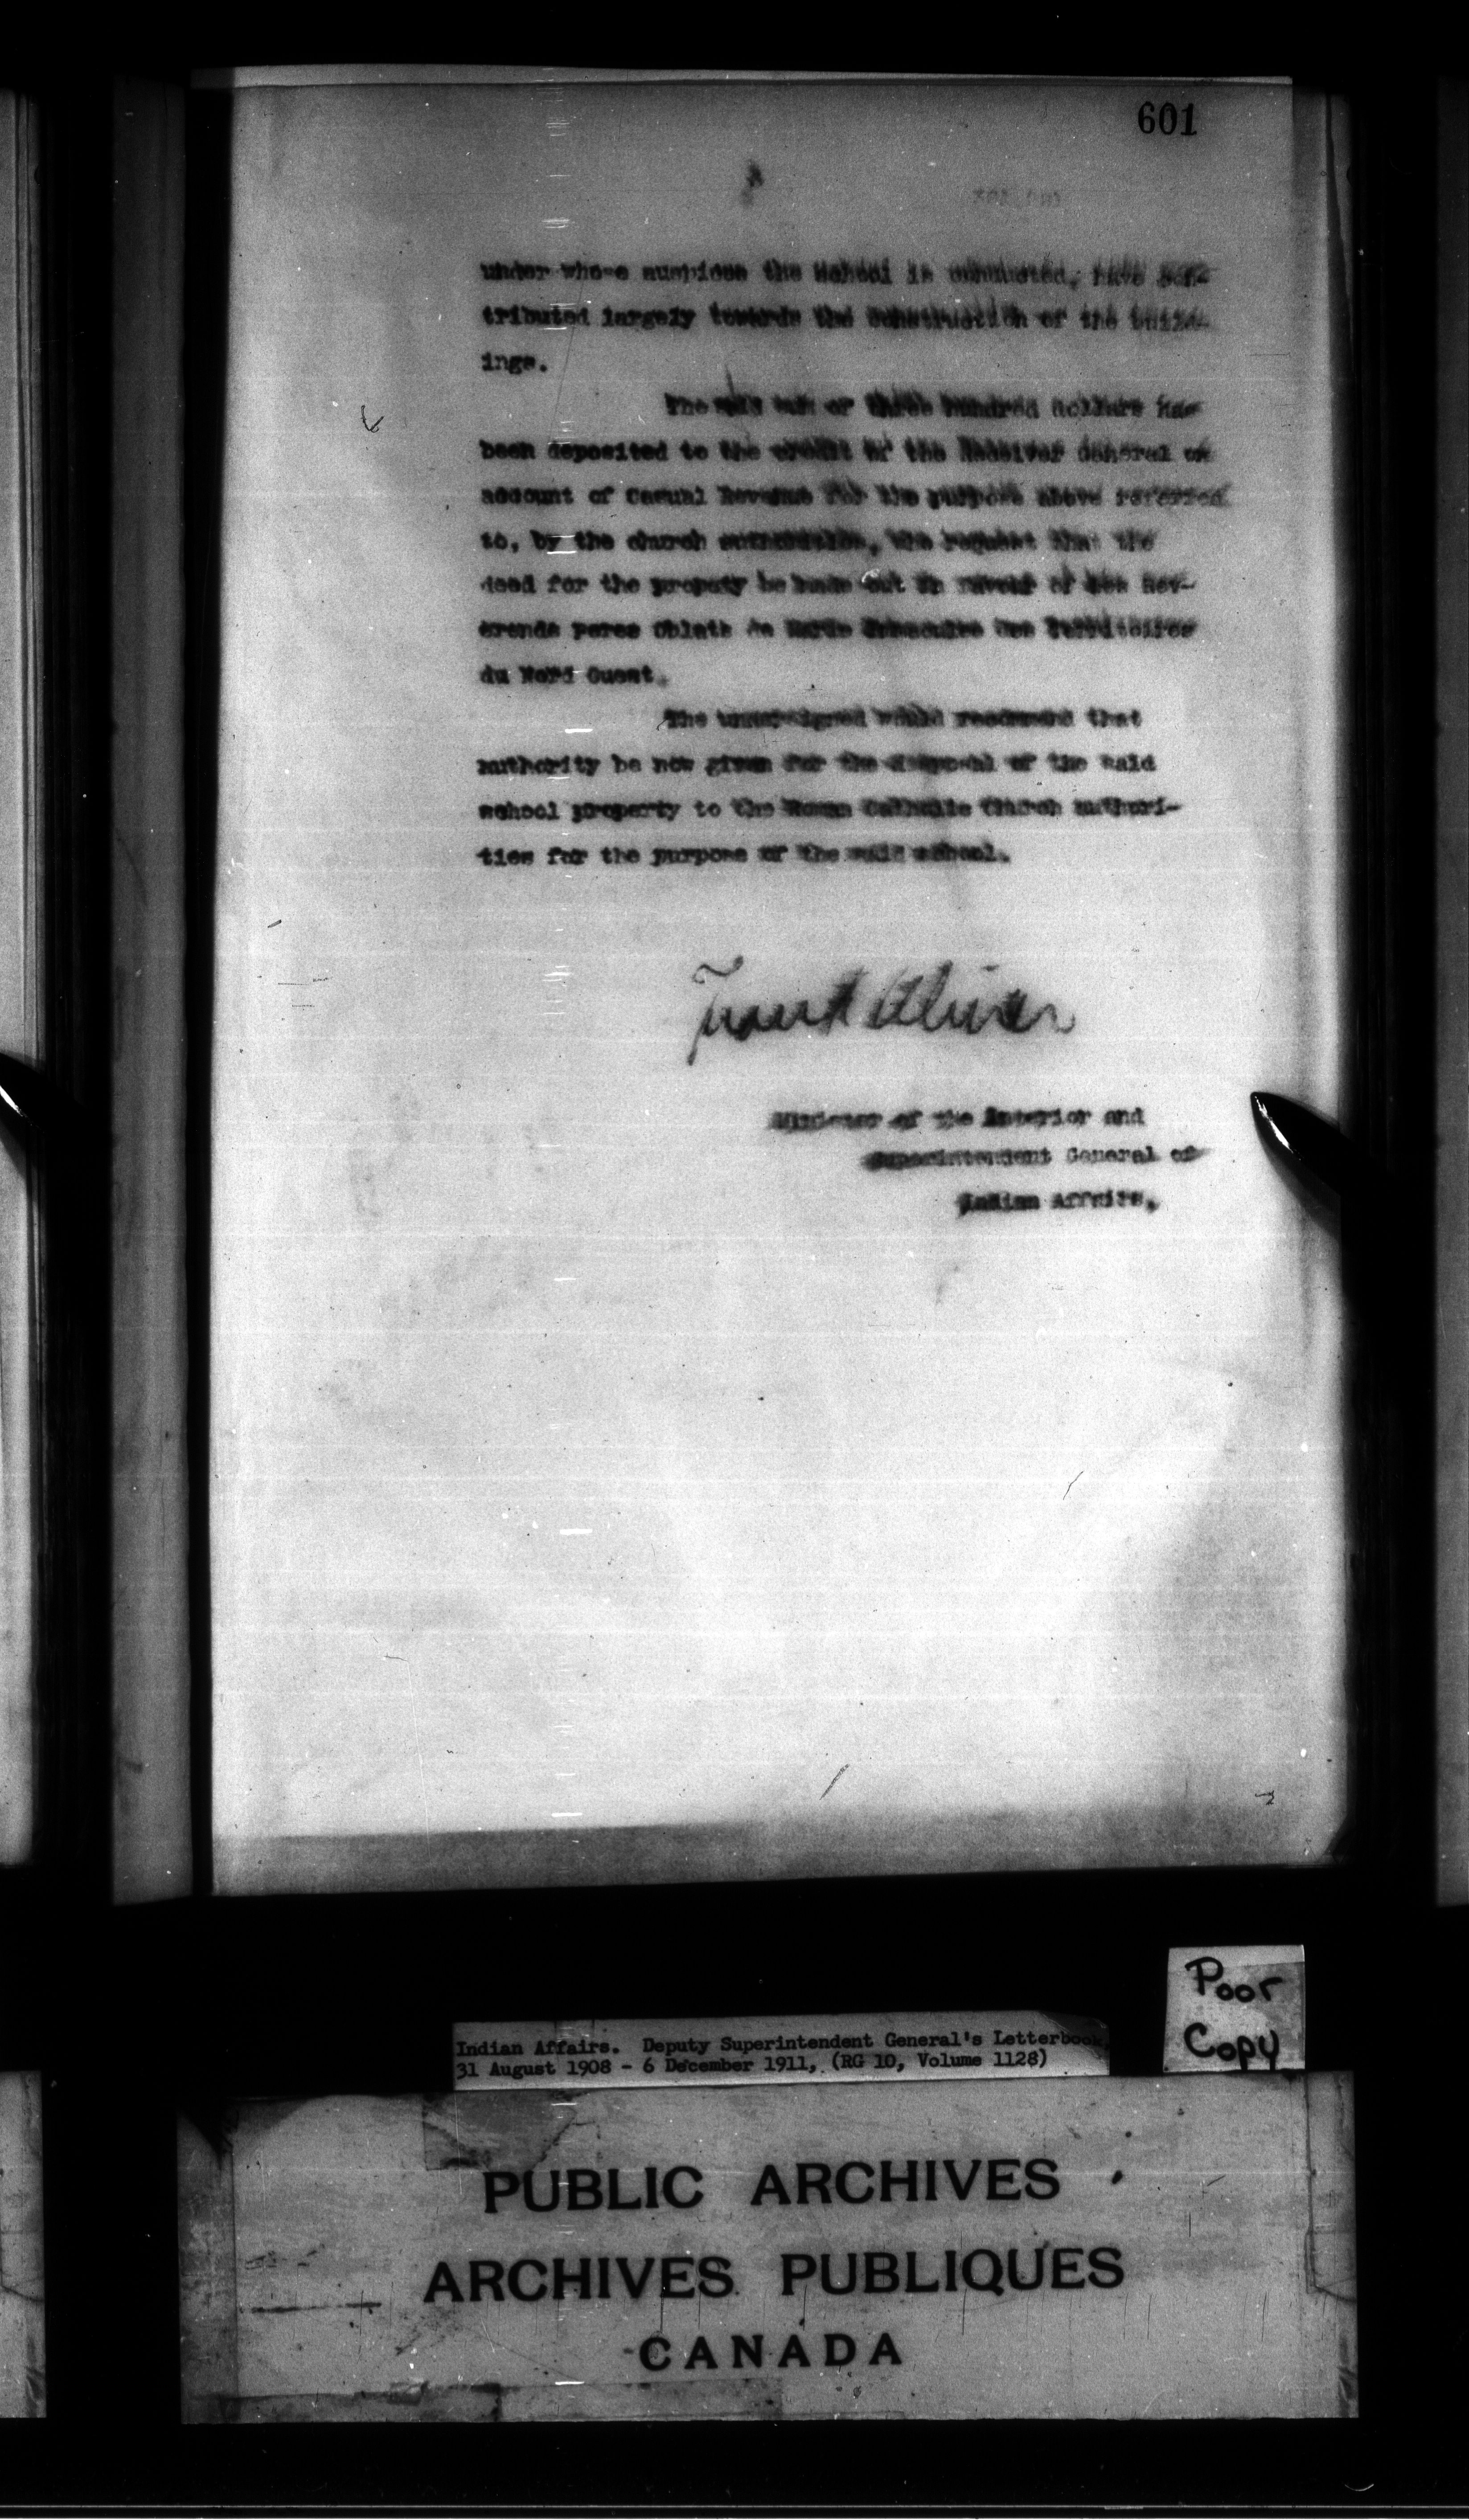 601
under whose auspices the school is conducted, have con-
tributed largely towards the construction of the build-
ings.
The sum of three hundred dollars has
been deposited to the credit of the Receiver General on
account of Casual Revenue for the purpose above referred
to, by the church authorities, who request that the
deed for the propety be made out in favour of Rev-
erends Peres Oblats de Marie Immaculee des Territoires
du Nord Ouest.
The undersigned would recommend that
authority be now given for the disposal of the said
school property to the Roman Catholic Church authori-
ties for the purpose of the said school.
Frank Oliver
Minister of the Interior and
Superintendent General of
Indian Affairs.
Poor
Copy
Indian Affairs. Deputy Superintendent General's Letterbook,
31 August 1908 - 6 December 1911, (RG 10, Volume 1128)
PUBLIC ARCHIVES
ARCHIVES PUBLIQUES
CANADA